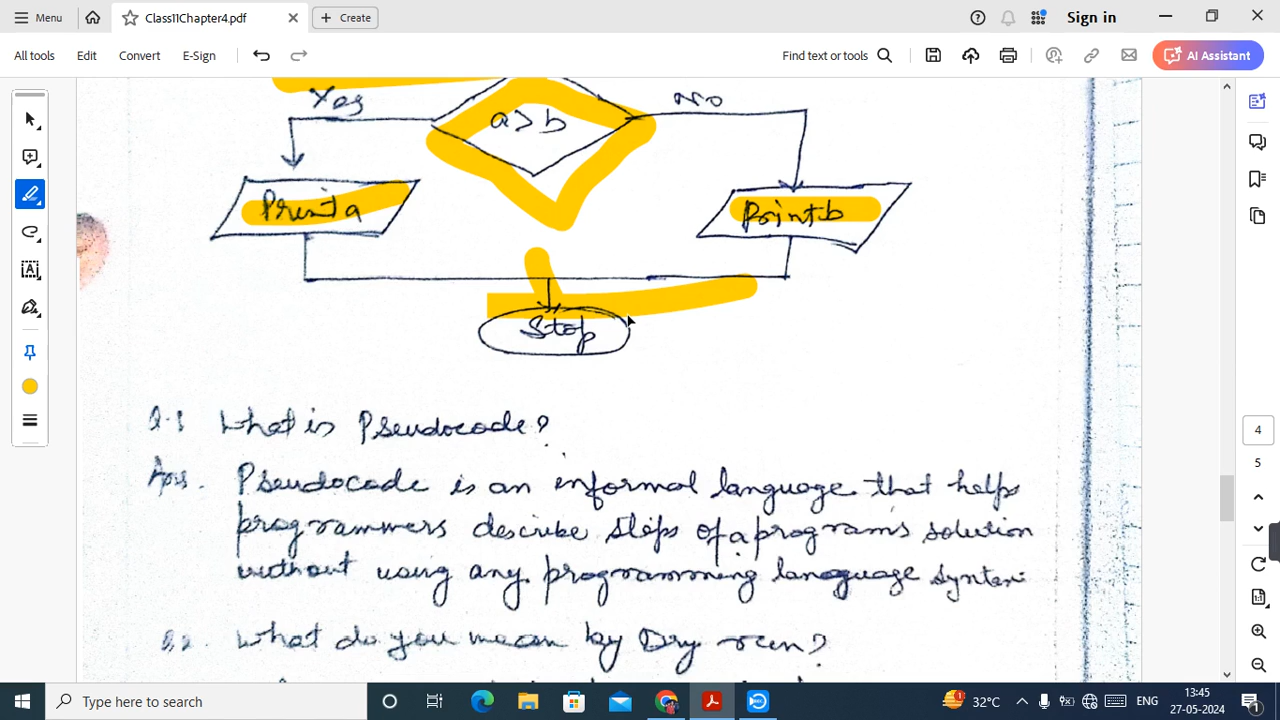 Menu Class11Chapter4.pdf Create Sign in
All tools Edit Convert E-Sign Find text or tools AI Assistant
Yes No
a>b
Print a Print b
Stop
Q.1 What is Pseudocode?
Ans. Pseudocode is an informal language that helps
programmers describe steps of a programs solution
without using any programming language syntax.
Q.2. What do you mean by Dry run?
4
5
Type here to search 1 32°C ENG 13:45
27-05-2024 1